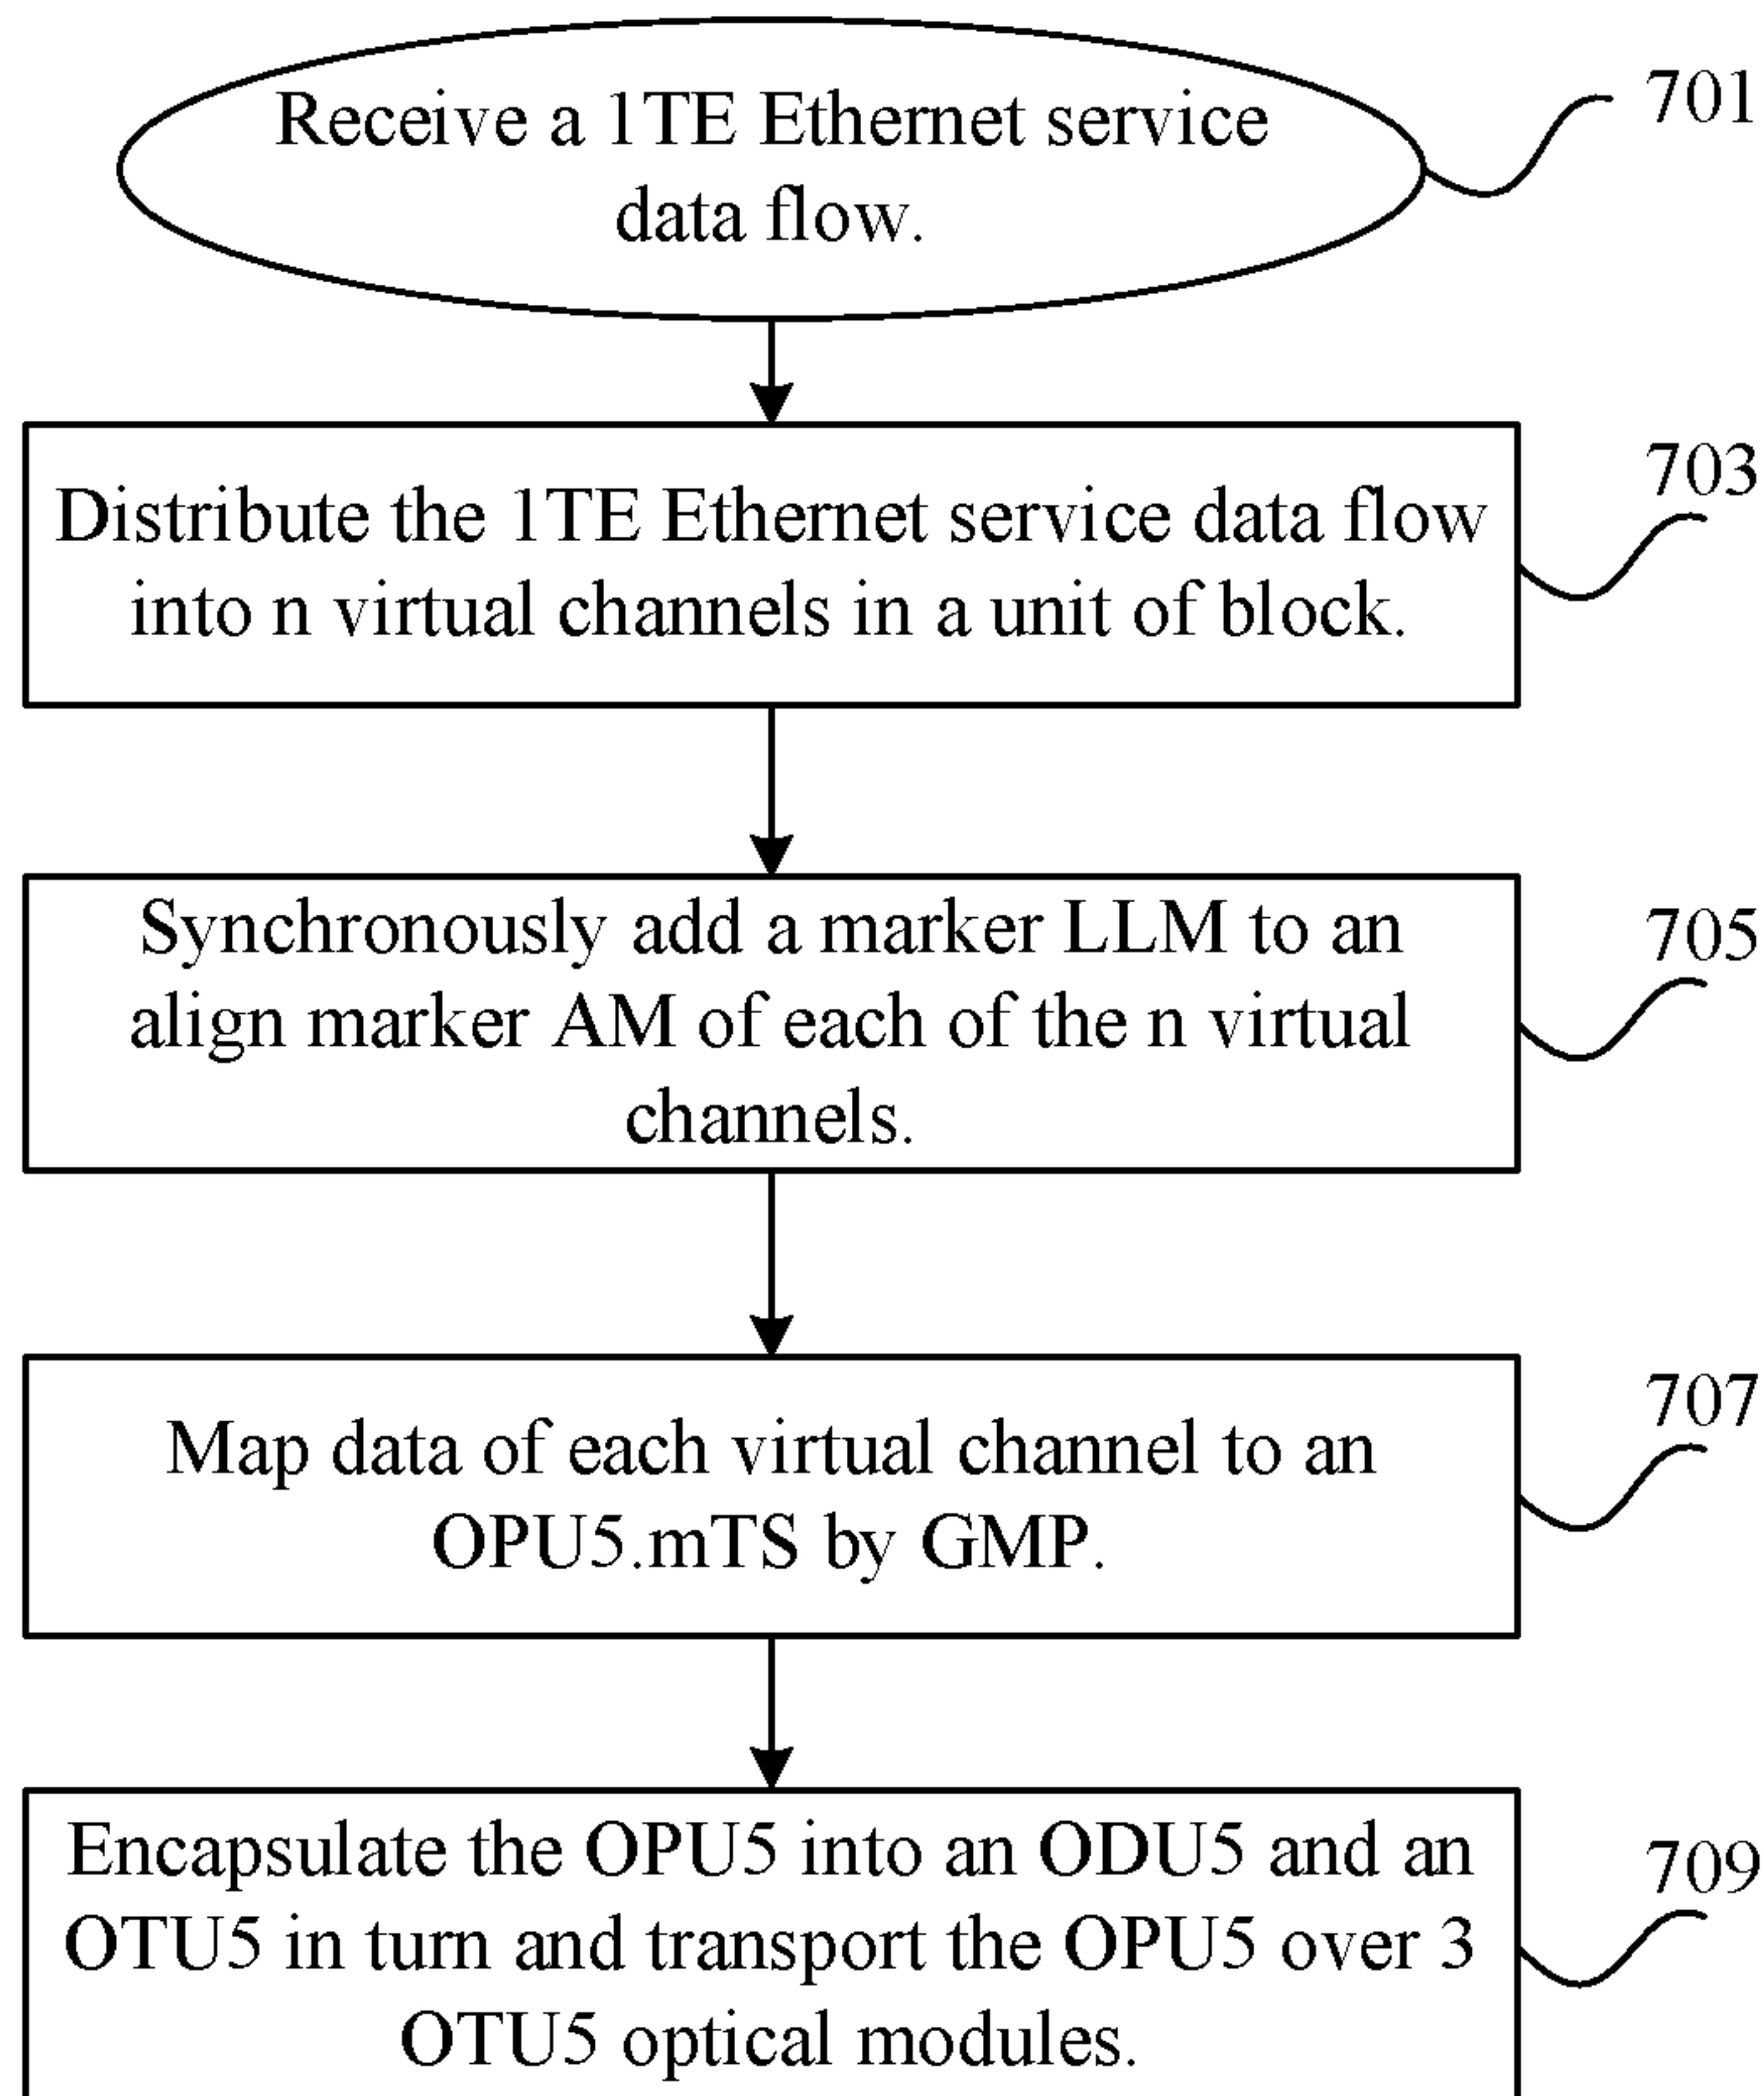 Receive a 1TE Ethernet service
data flow.
701
Distribute the 1TE Ethernet service data flow
into n virtual channels in a unit of block.
703
Synchronously add a marker LLM to an
align marker AM of each of the n virtual
channels.
705
Map data of each virtual channel to an
OPU5.mTS by GMP.
707
Encapsulate the OPU5 into an ODU5 and an
OTU5 in turn and transport the OPU5 over 3
OTU5 optical modules.
709